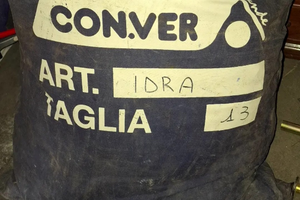 CON.VER
ART. IDRA
TAGLIA 13